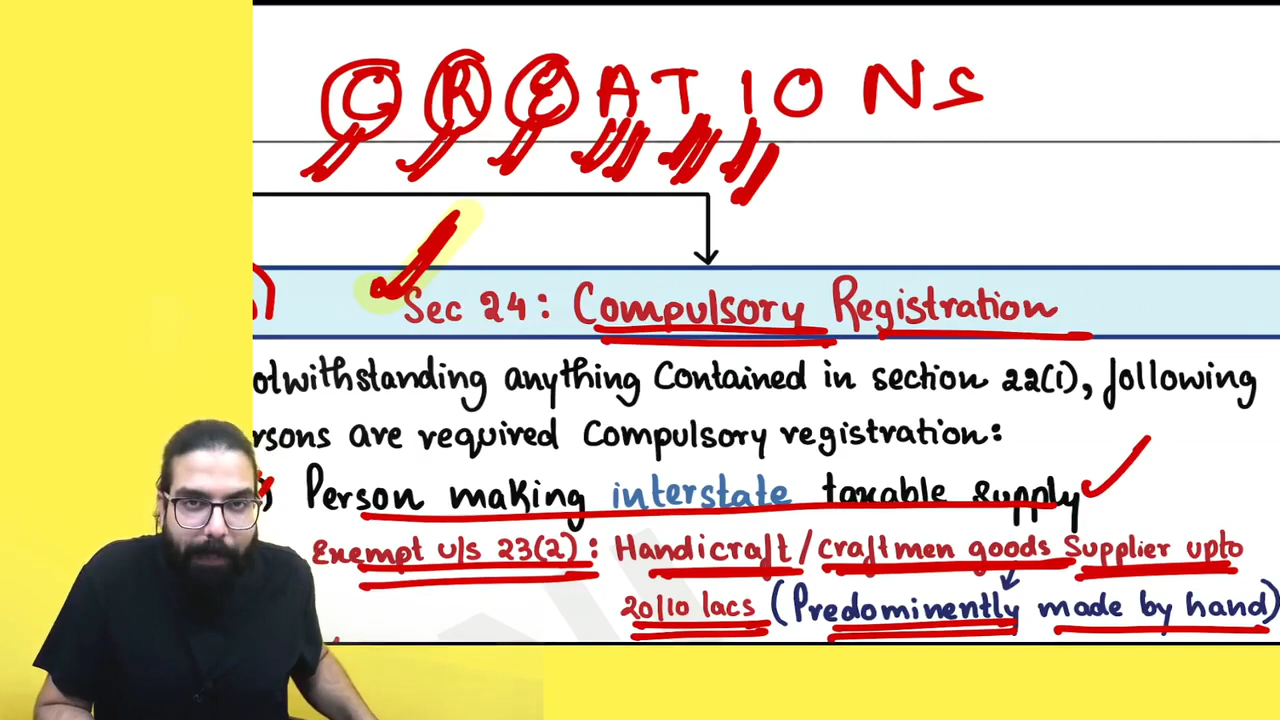 CREATIONS
Sec 24: Compulsory Registration
otwithstanding anything Contained in section 22(1), following
rsons are required Compulsory registration:
Person making interstate taxable supply
Exempt u/s 23(2): Handicraft/craftmen goods Supplier upto
20/10 lacs (Predominently made by hand)